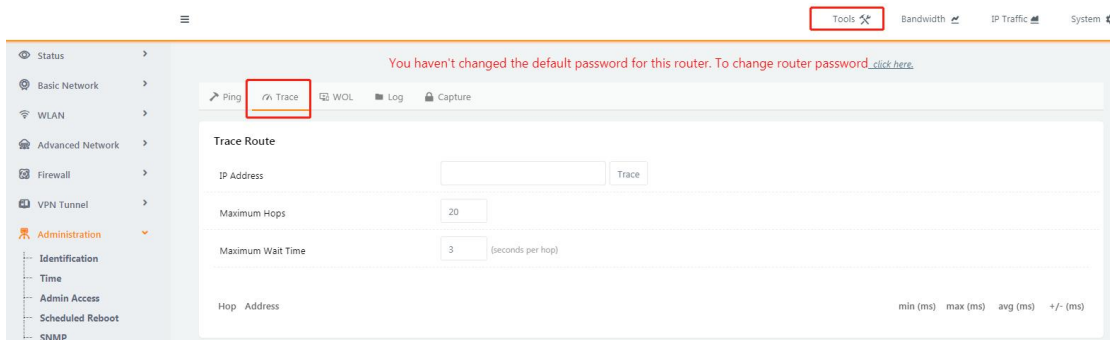 Tools
Bandwidth
IP Traffic
System
Status
Basic Network
WLAN
Advanced Network
Firewall
VPN Tunnel
Administration
Identification
Time
Admin Access
Scheduled Reboot
SNMP
You haven't changed the default password for this router. To change router password click here.
Ping Trace WOL Log Capture
Trace Route
IP Address Trace
Maximum Hops 20
Maximum Wait Time 3 (seconds per hop)
Hop Address min (ms) max (ms) avg (ms) +/- (ms)